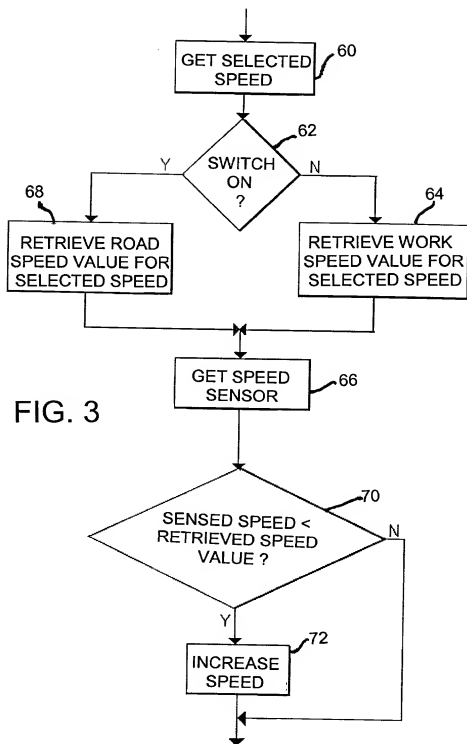 60
GET SELECTED
SPEED
62
SWITCH
ON
?
Y
N
68
RETRIEVE ROAD
SPEED VALUE FOR
SELECTED SPEED
64
RETRIEVE WORK
SPEED VALUE FOR
SELECTED SPEED
GET SPEED
SENSOR
66
FIG. 3
70
SENSED SPEED <
RETRIEVED SPEED
VALUE ?
N
Y
72
INCREASE
SPEED